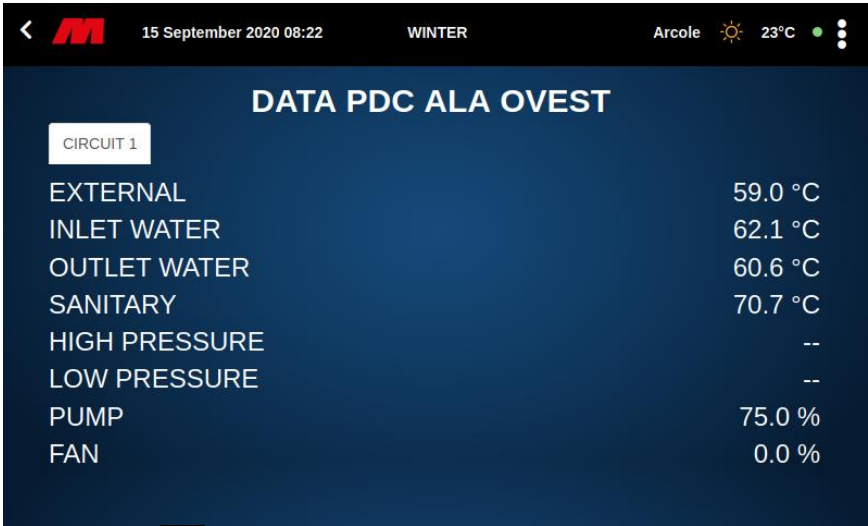 15 September 2020 08:22 WINTER Arcole 23°C
DATA PDC ALA OVEST
CIRCUIT 1
EXTERNAL 59.0 °C
INLET WATER 62.1 °C
OUTLET WATER 60.6 °C
SANITARY 70.7 °C
HIGH PRESSURE --
LOW PRESSURE --
PUMP 75.0 %
FAN 0.0 %